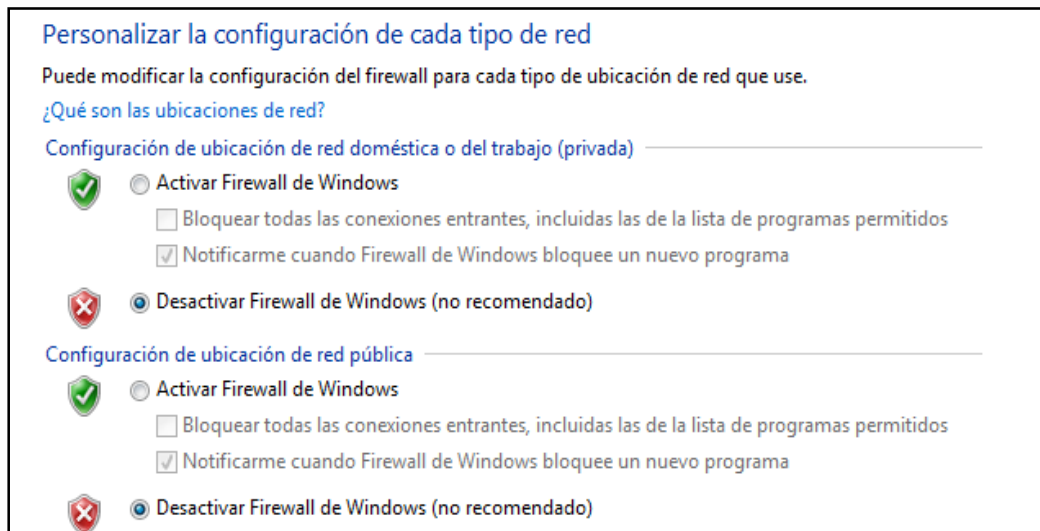 Personalizar la configuración de cada tipo de red
Puede modificar la configuración del firewall para cada tipo de ubicación de red que use.
¿Qué son las ubicaciones de red?
Configuración de ubicación de red doméstica o del trabajo (privada)
Activar Firewall de Windows
Bloquear todas las conexiones entrantes, incluidas las de la lista de programas permitidos
Notificarme cuando Firewall de Windows bloquee un nuevo programa
Desactivar Firewall de Windows (no recomendado)
Configuración de ubicación de red pública
Activar Firewall de Windows
Bloquear todas las conexiones entrantes, incluidas las de la lista de programas permitidos
Notificarme cuando Firewall de Windows bloquee un nuevo programa
Desactivar Firewall de Windows (no recomendado)